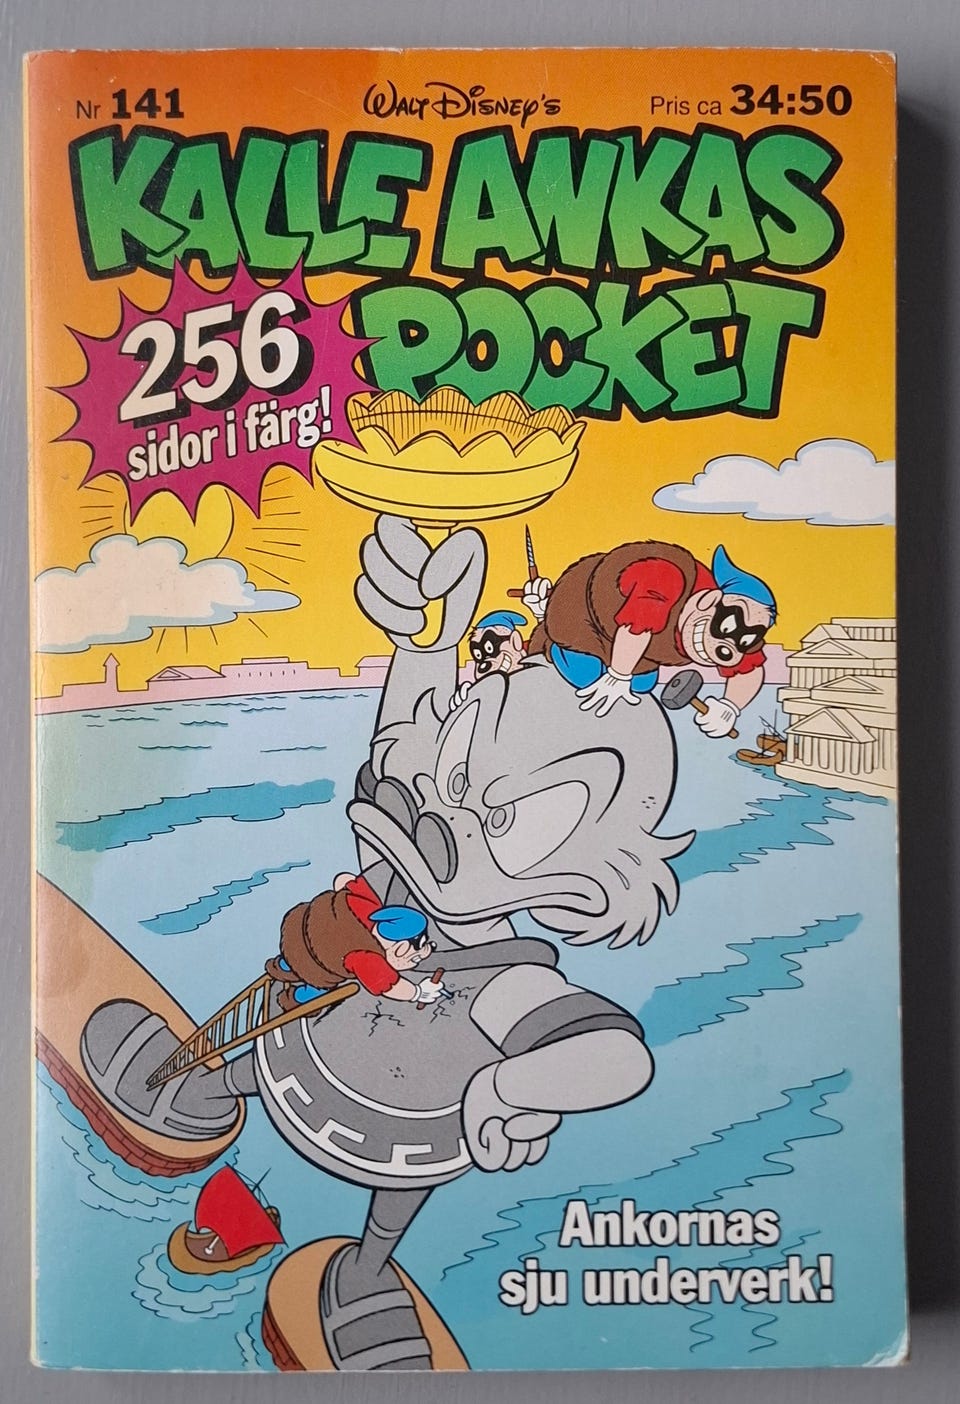 Nr 141
Walt Disney's
Pris ca 34:50
KALLE ANKAS
POCKET
256
sidor i färg!
Ankornas
sju underverk!